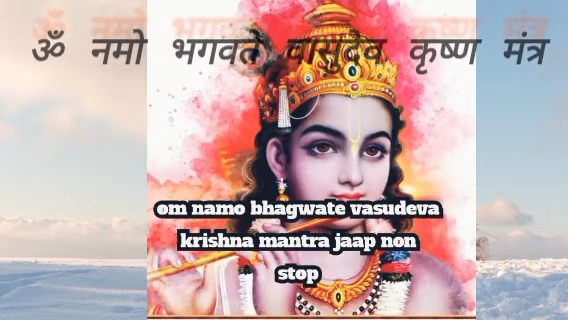 ॐ नमो भगवते वासुदेव कृष्ण मंत्र
om namo bhagwate vasudeva
krishna mantra jaap non
stop